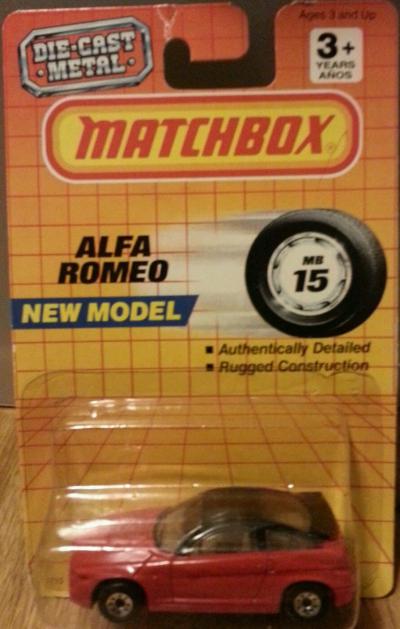 Ages 3 and Up
DIE-CAST
METAL
3+
YEARS
AÑOS
MATCHBOX®
ALFA
ROMEO
MB
15
NEW MODEL
■ Authentically Detailed
■ Rugged Construction